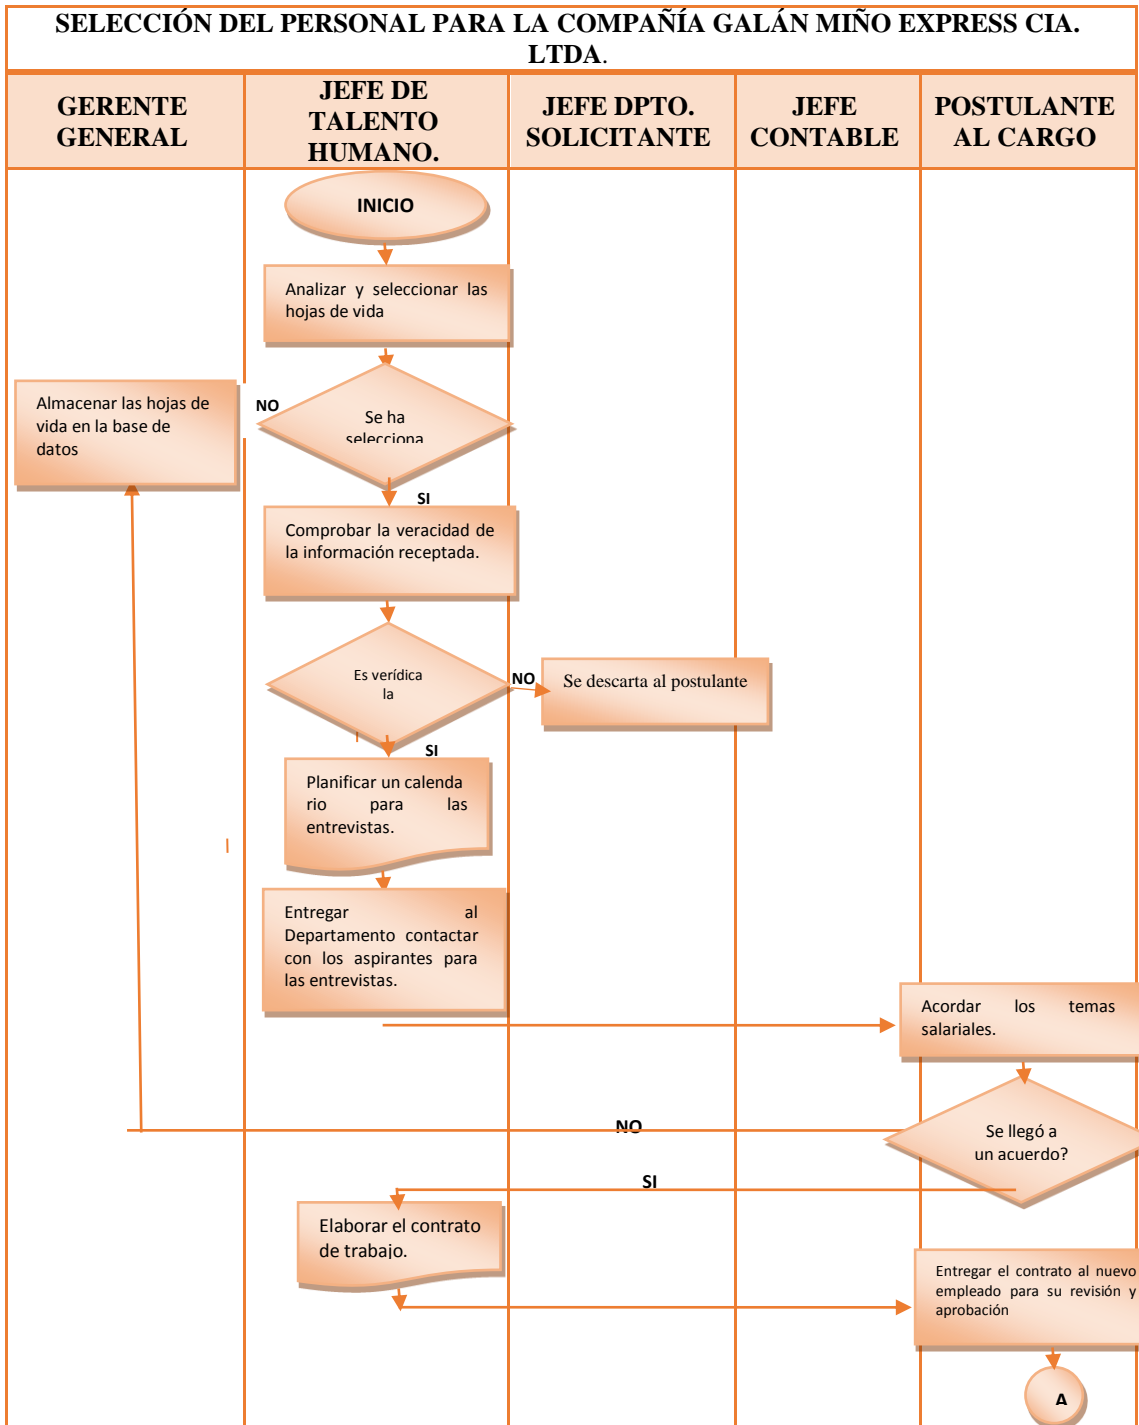 SELECCIÓN DEL PERSONAL PARA LA COMPAÑÍA GALÁN MIÑO EXPRESS CIA.
LTDA.
GERENTE
GENERAL
JEFE DE
TALENTO
HUMANO.
JEFE DPTO.
SOLICITANTE
JEFE
CONTABLE
POSTULANTE
AL CARGO
INICIO
Analizar y seleccionar las
hojas de vida
Almacenar las hojas de
vida en la base de
datos
NO
Se ha
selecciona
SI
Comprobar la veracidad de
la información receptada.
Es verídica
la
NO
Se descarta al postulante
SI
Planificar un calenda
rio para las
entrevistas.
Entregar al
Departamento contactar
con los aspirantes para
las entrevistas.
Acordar los temas
salariales.
NO
Se llegó a
un acuerdo?
SI
Elaborar el contrato
de trabajo.
Entregar el contrato al nuevo
empleado para su revisión y
aprobación
A